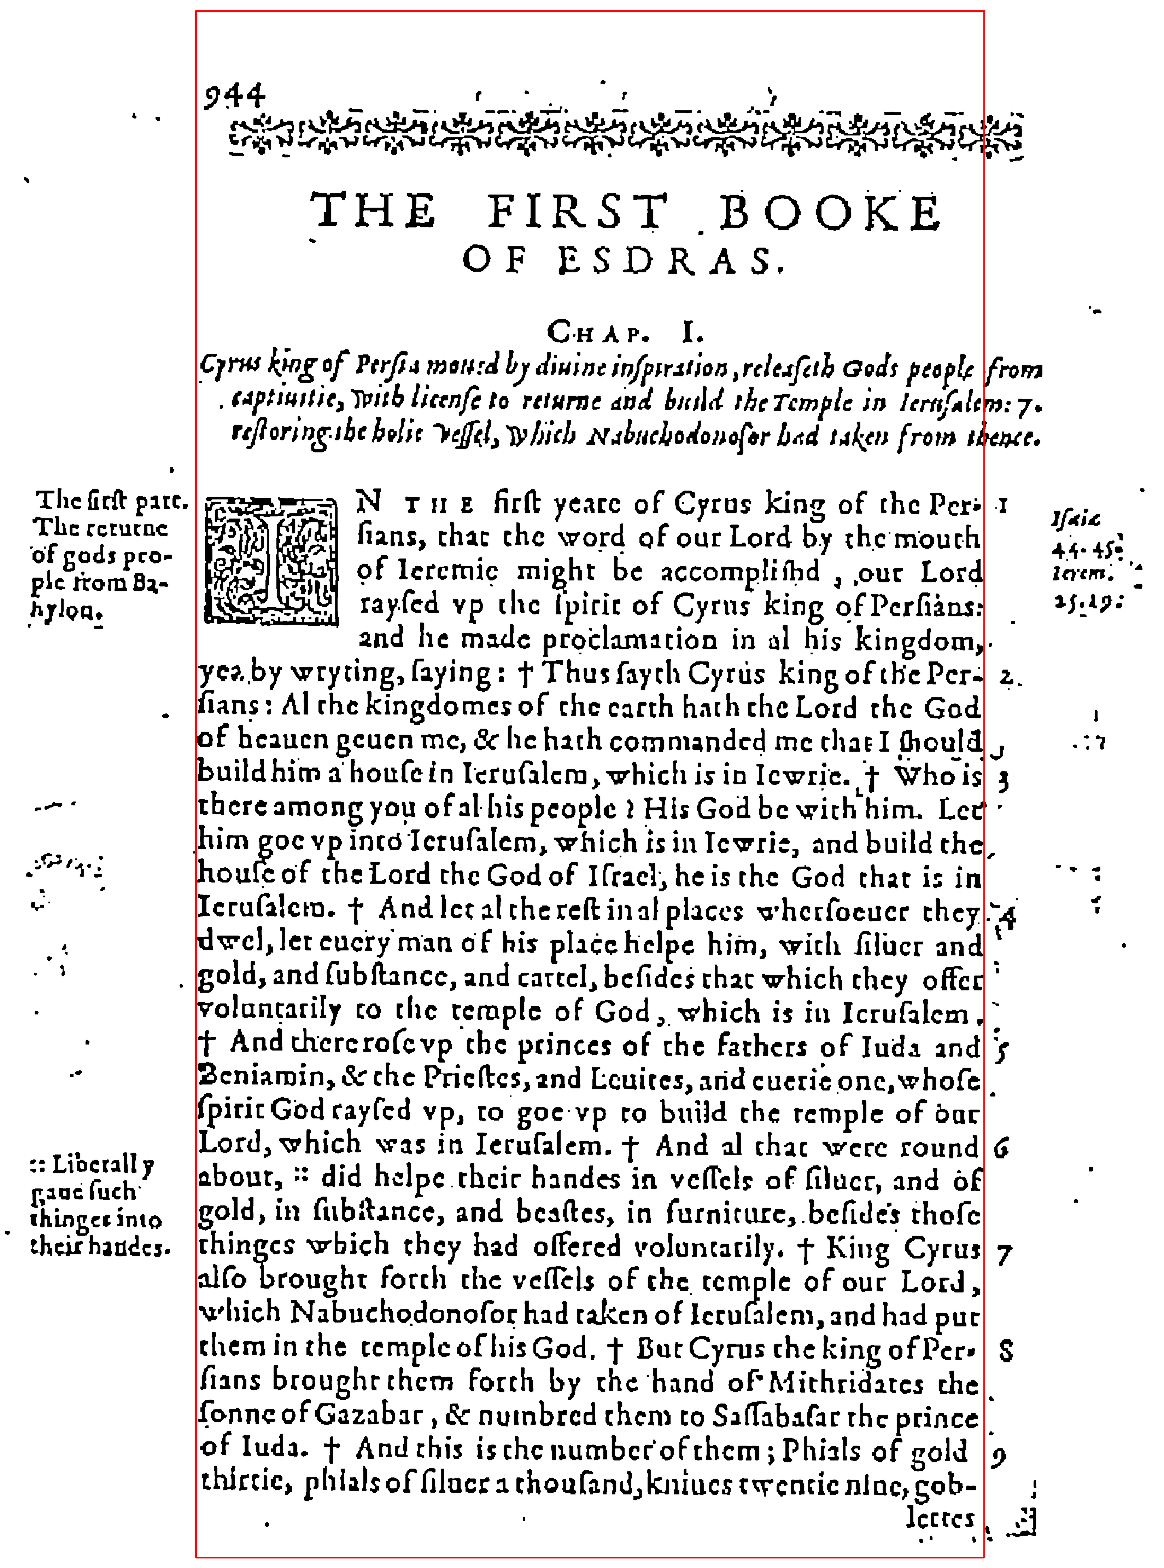 944
THE FIRST BOOKE
OF ESDRAS.
CHAP. I.
Cyrus king of Persia moued by diuine inspiration, releaseth Gods people from
captiuitie, with license to returne and build the Temple in Ierusalem: 7.
restoring the holie vessel, which Nabuchodonosor had taken from thence.
The first part.
The returne
of gods peo-
ple from Ba-
bylon.
IN THE first yeare of Cyrus king of the Per- 1
sians, that the word of our Lord by the mouth
of Ieremie might be accomplishd, our Lord
raysed vp the spirit of Cyrus king of Persians:
and he made proclamation in al his kingdom,
Isaie
44. 45.
Ierem.
25. 29.
yea by wryting, saying: † Thus sayth Cyrus king of the Per- 2
sians: Al the kingdomes of the earth hath the Lord the God
of heauen geuen me, & he hath commanded me that I should
build him a house in Ierusalem, which is in Iewrie. † Who is 3
there among you of al his people? His God be with him. Let
him goe vp into Ierusalem, which is in Iewrie, and build the
house of the Lord the God of Israel, he is the God that is in
Ierusalem. † And let al the rest in al places whersoeuer they 4
dwel, let euery man of his place helpe him, with siluer and
gold, and substance, and cattel, besides that which they offer
voluntarily to the temple of God, which is in Ierusalem.
† And there rose vp the princes of the fathers of Iuda and 5
Beniamin, & the Priestes, and Leuites, and euerie one, whose
spirit God raysed vp, to goe vp to build the temple of our
Lord, which was in Ierusalem. † And al that were round 6
about, :: did helpe their handes in vessels of siluer, and of
gold, in substance, and beastes, in furniture, besides those
thinges which they had offered voluntarily. † King Cyrus 7
:: Liberally
gaue such
thinges into
their handes.
also brought forth the vessels of the temple of our Lord,
which Nabuchodonosor had taken of Ierusalem, and had put
them in the temple of his God. † But Cyrus the king of Per- 8
sians brought them forth by the hand of Mithridates the
sonne of Gazabar, & numbred them to Sassabasar the prince
of Iuda. † And this is the number of them; Phials of gold 9
thirtie, phials of siluer a thousand, kniues twentie nine, gob-
lettes